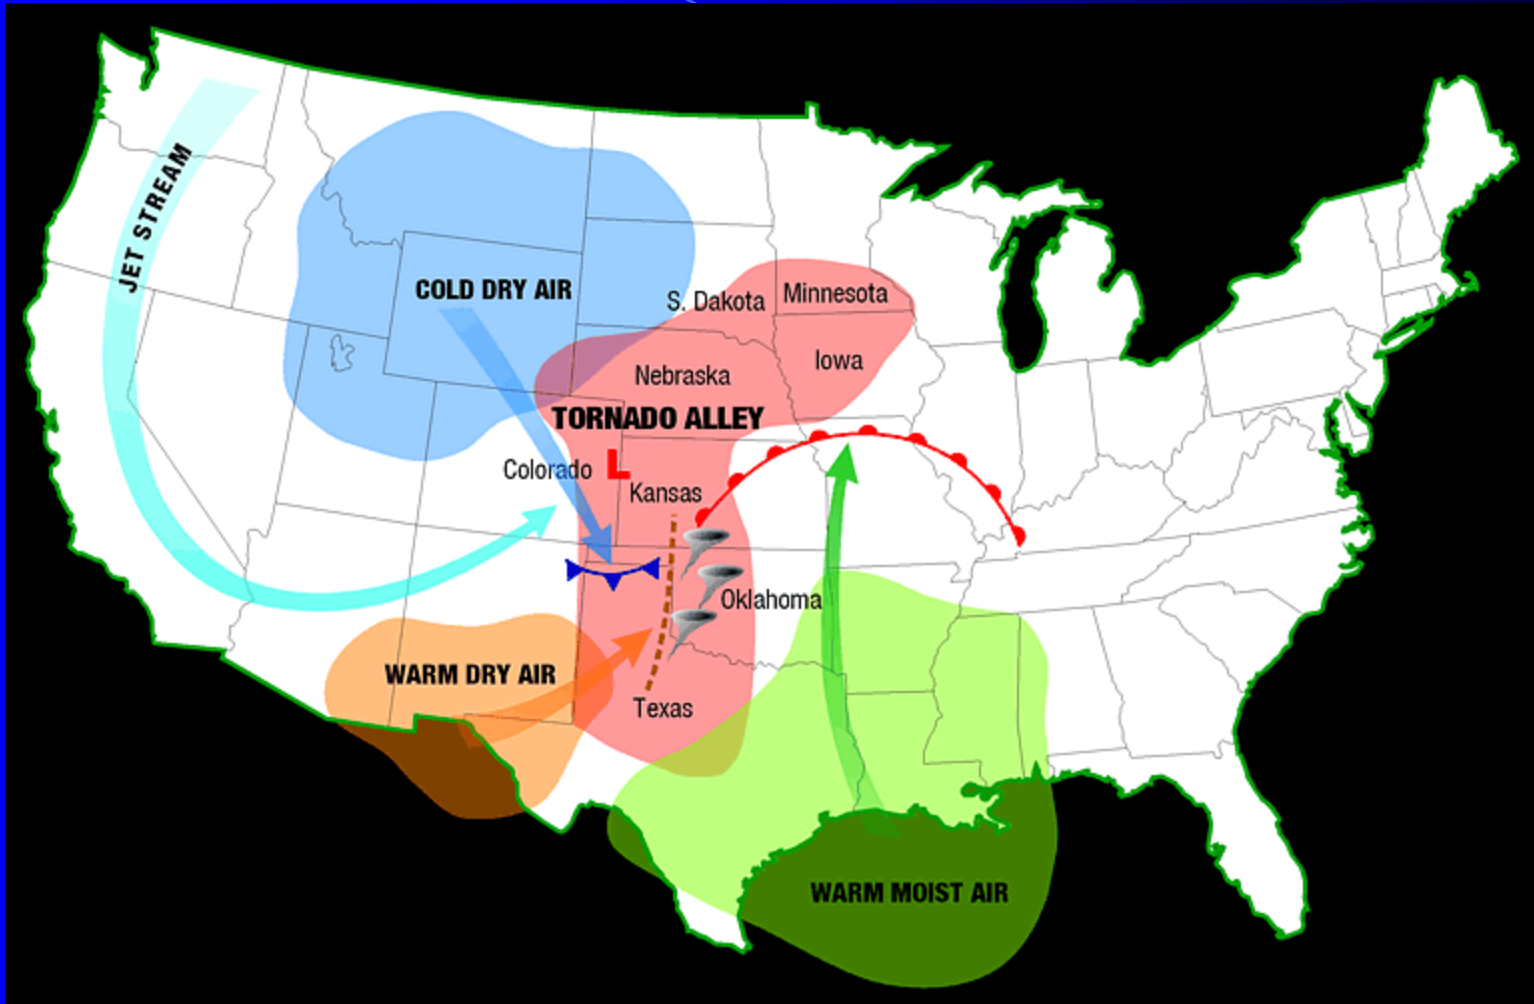 JET STREAM
COLD DRY AIR
S. Dakota
Minnesota
Nebraska
Iowa
TORNADO ALLEY
Colorado
L
Kansas
Oklahoma
WARM DRY AIR
Texas
WARM MOIST AIR